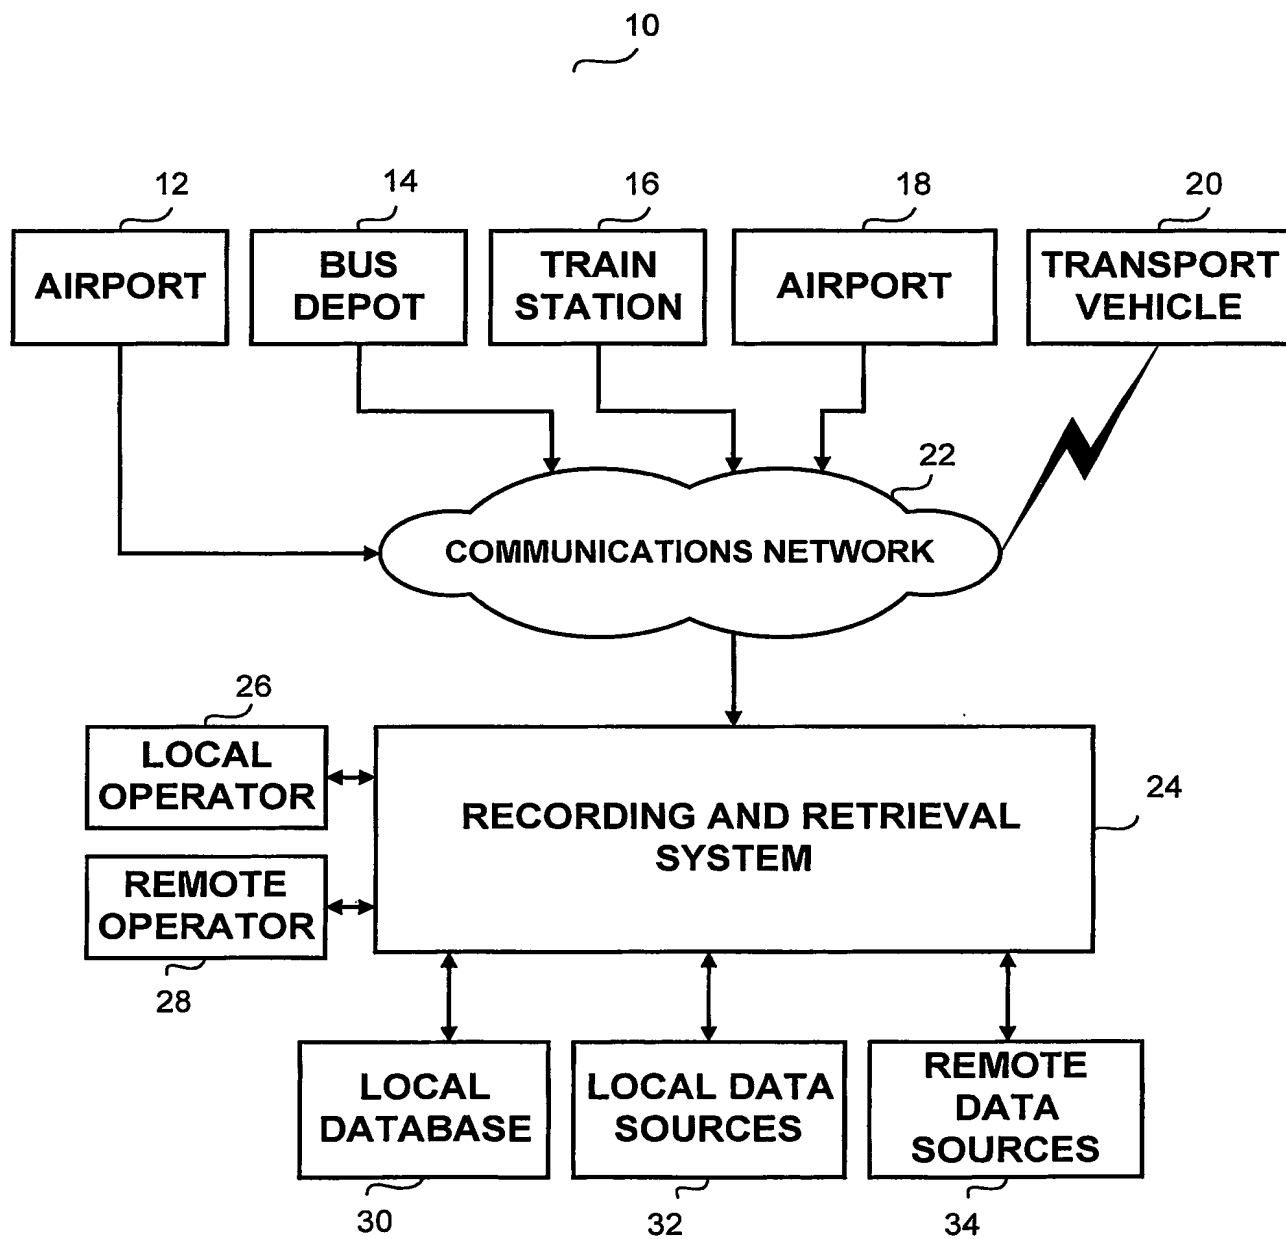 10
12
14
16
18
20
AIRPORT
BUS
DEPOT
TRAIN
STATION
AIRPORT
TRANSPORT
VEHICLE
22
COMMUNICATIONS NETWORK
26
LOCAL
OPERATOR
24
RECORDING AND RETRIEVAL
SYSTEM
REMOTE
OPERATOR
28
LOCAL
DATABASE
LOCAL DATA
SOURCES
REMOTE
DATA
SOURCES
30
32
34